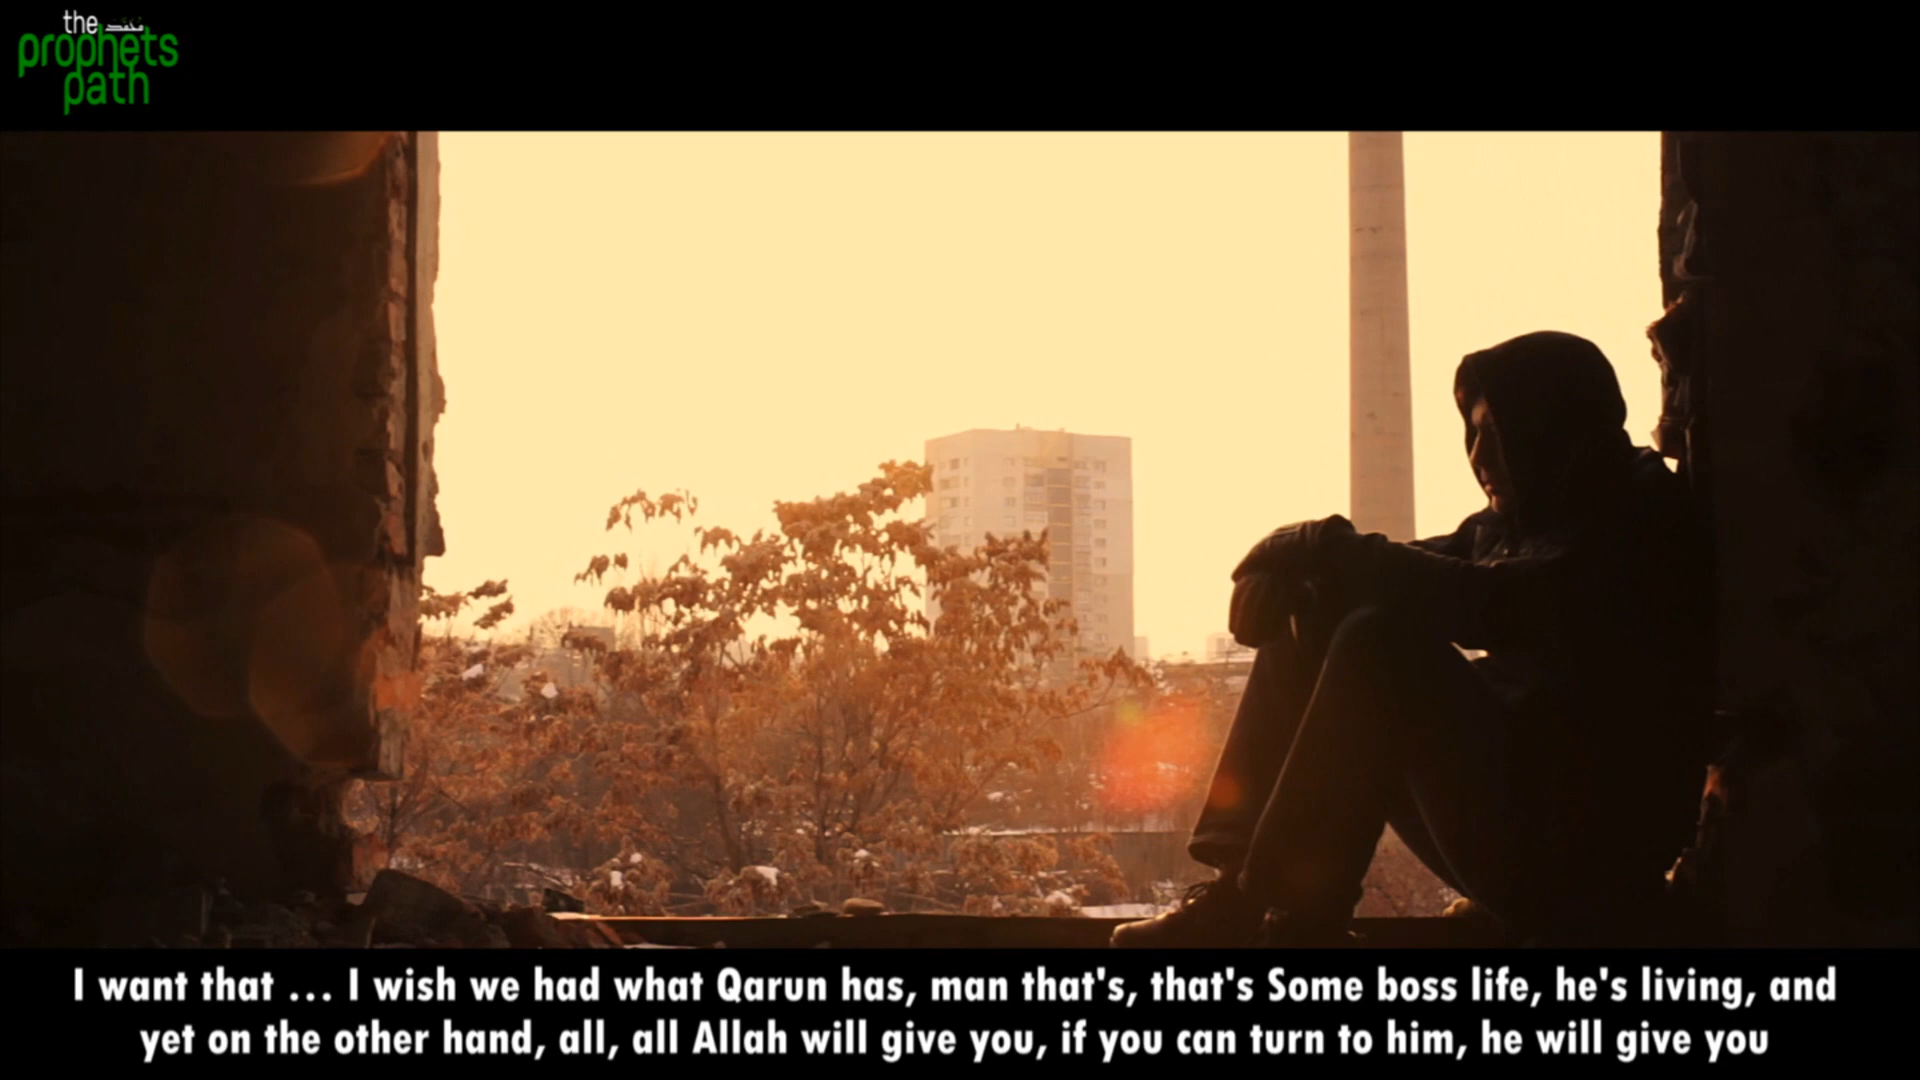 the محمد
prophets
path
I want that ... I wish we had what Qarun has, man that's, that's Some boss life, he's living, and
yet on the other hand, all, all Allah will give you, if you can turn to him, he will give you